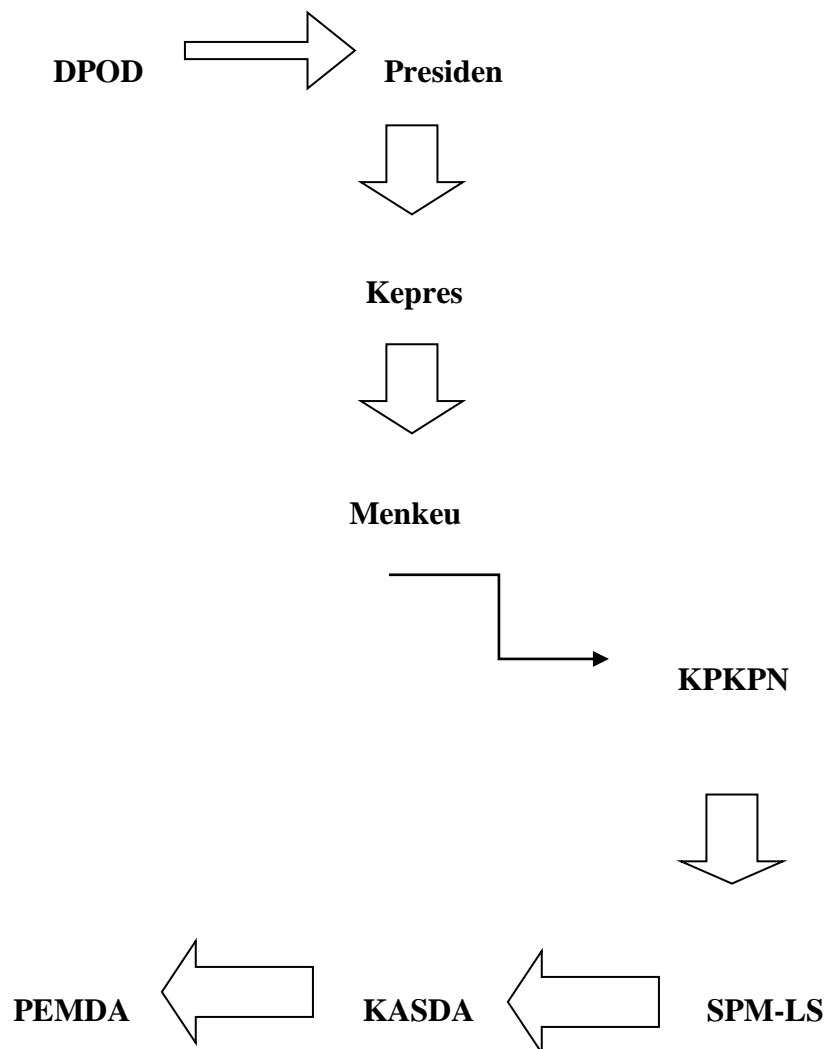 DPOD
Presiden
Kepres
Menkeu
KPKPN
PEMDA
KASDA
SPM-LS